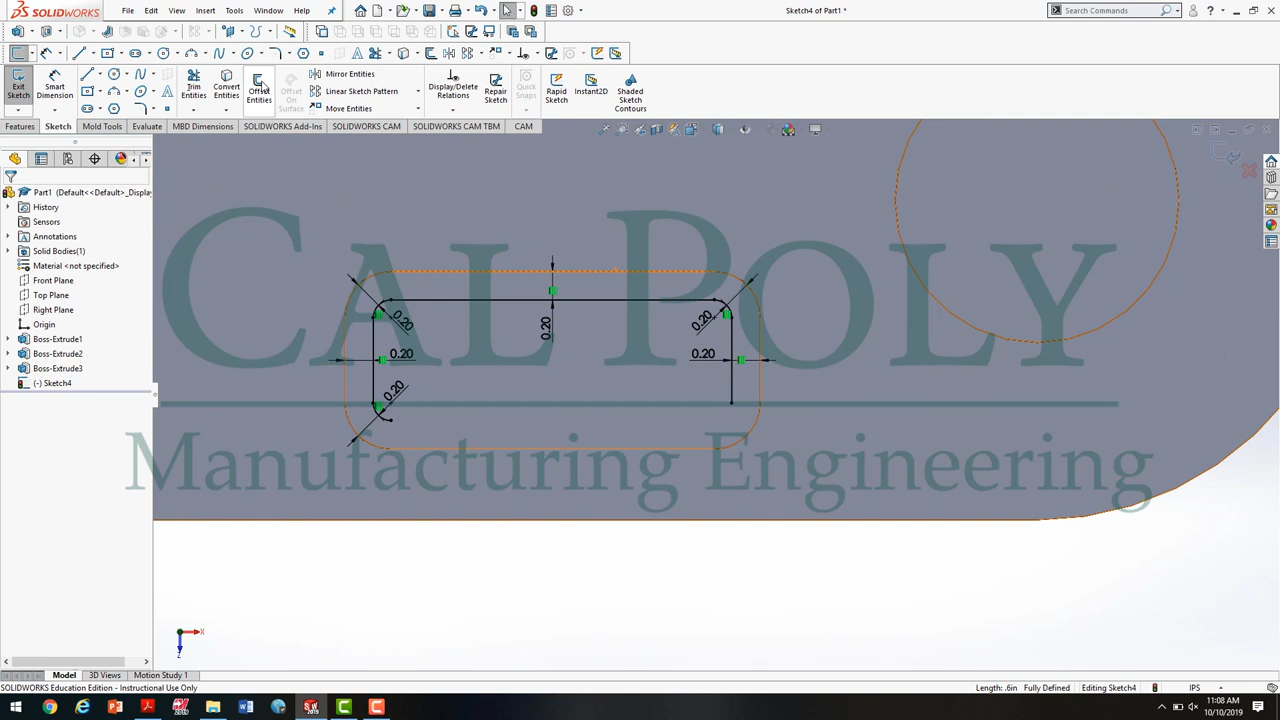 SOLIDWORKS
File
Edit
View
Insert
Tools
Window
Help
Sketch4 of Part1 *
Search Commands
Exit Sketch
Smart Dimension
Trim Entities
Convert Entities
Offset Entities
Offset On Surface
Mirror Entities
Linear Sketch Pattern
Move Entities
Display/Delete Relations
Repair Sketch
Quick Snaps
Rapid Sketch
Instant2D
Shaded Sketch Contours
Features
Sketch
Mold Tools
Evaluate
MBD Dimensions
SOLIDWORKS Add-Ins
SOLIDWORKS CAM
SOLIDWORKS CAM TBM
CAM
Part1 (Default<<Default>_Display
History
Sensors
Annotations
Solid Bodies(1)
Material <not specified>
Front Plane
Top Plane
Right Plane
Origin
Boss-Extrude1
Boss-Extrude2
Boss-Extrude3
(-) Sketch4
CAL POLY
Manufacturing Engineering
0.20
0.20
0.20
0.20
0.20
0.20
X
Z
Model
3D Views
Motion Study 1
SOLIDWORKS Education Edition - Instructional Use Only
Length: .6in
Fully Defined
Editing Sketch4
IPS
11:08 AM
10/10/2019